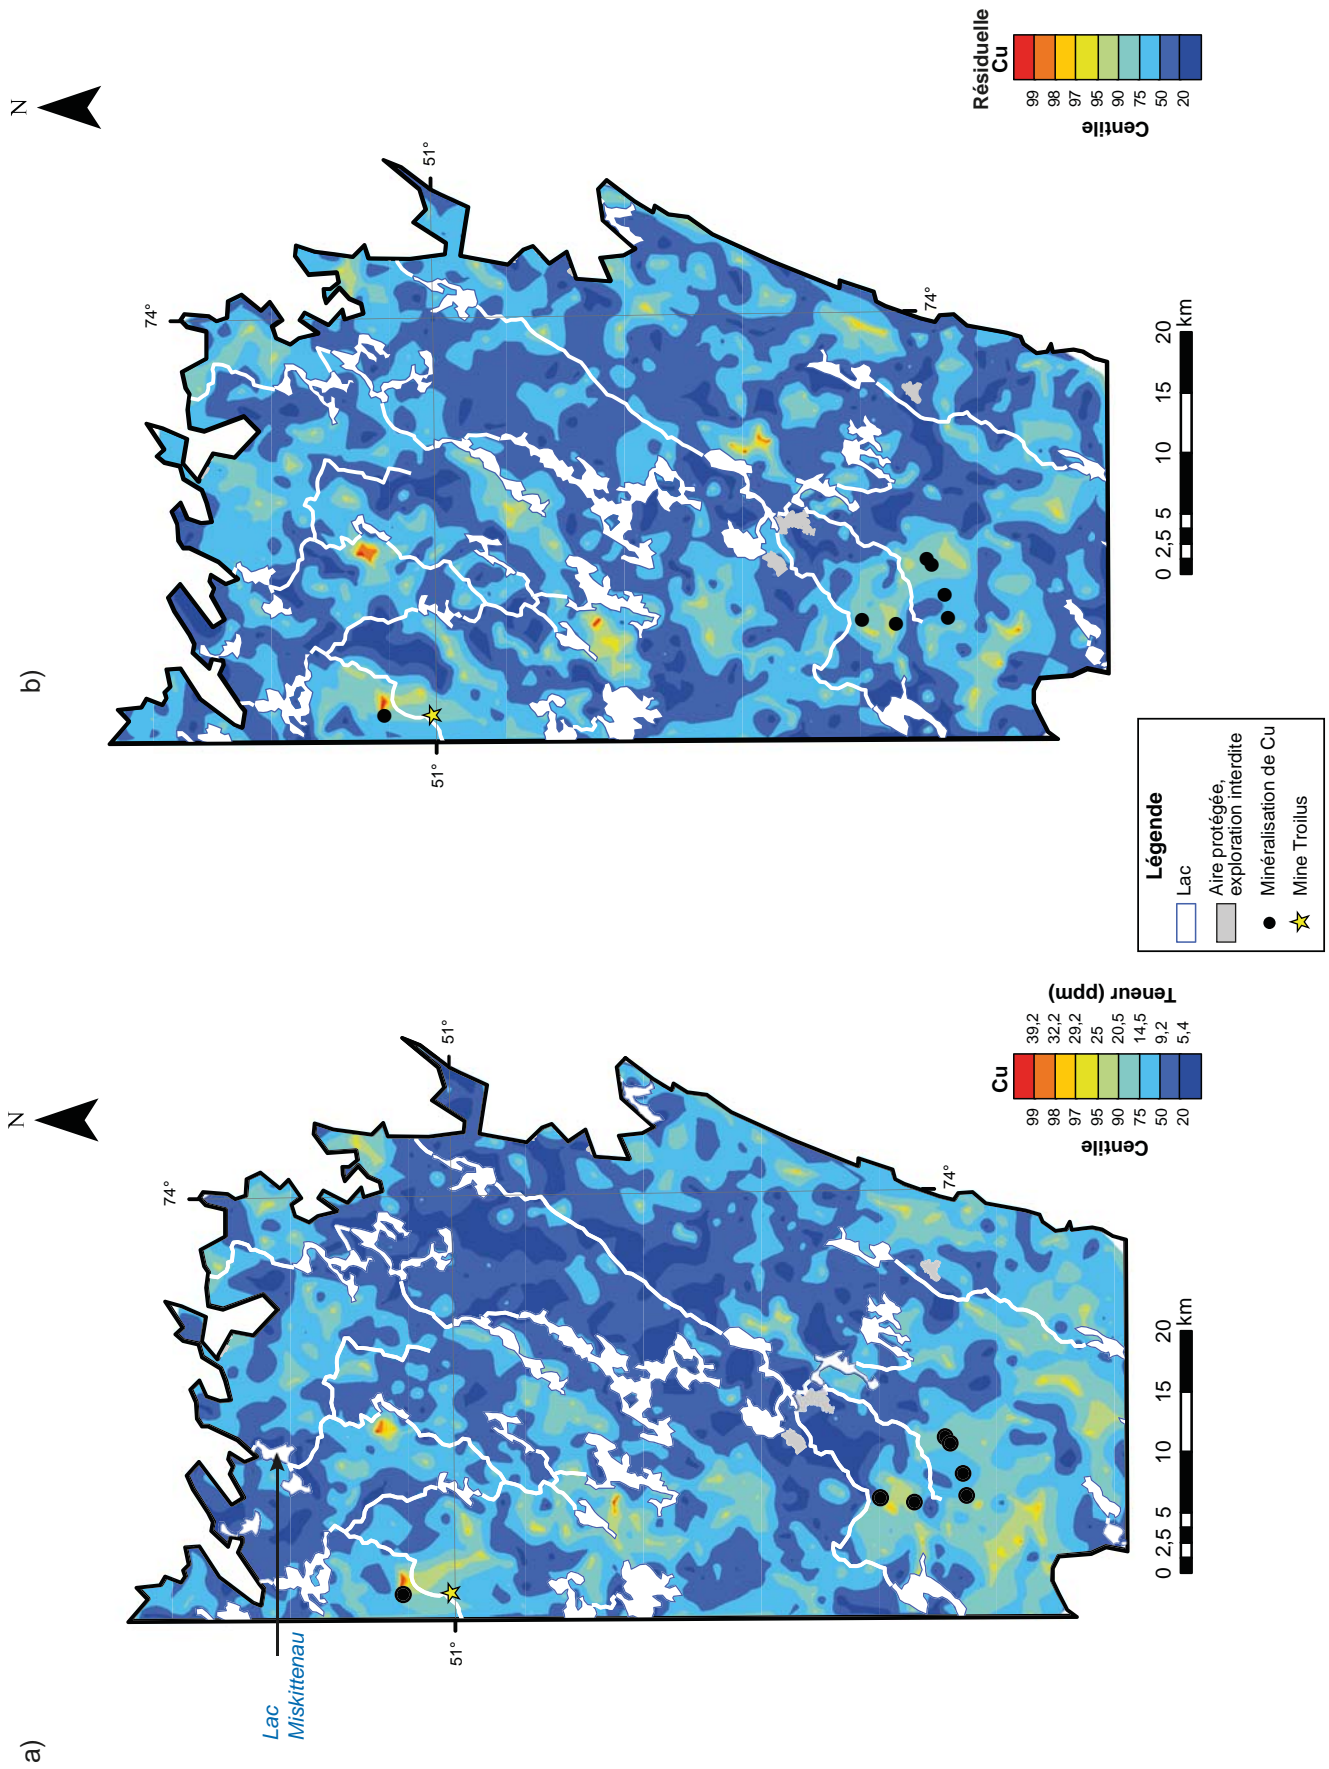 a)
Lac
Miskittenau
N
74°
51°
51°
74°
0 2,5 5 10 15 20
km
Cu
Centile
Teneur (ppm)
99 39,2
98 32,2
97 29,2
95 25
90 20,5
75 14,5
50 9,2
20 5,4
Légende
Lac
Aire protégée,
exploration interdite
Minéralisation de Cu
Mine Troilus
b)
N
74°
51°
51°
74°
0 2,5 5 10 15 20
km
Résiduelle
Cu
Centile
99
98
97
95
90
75
50
20